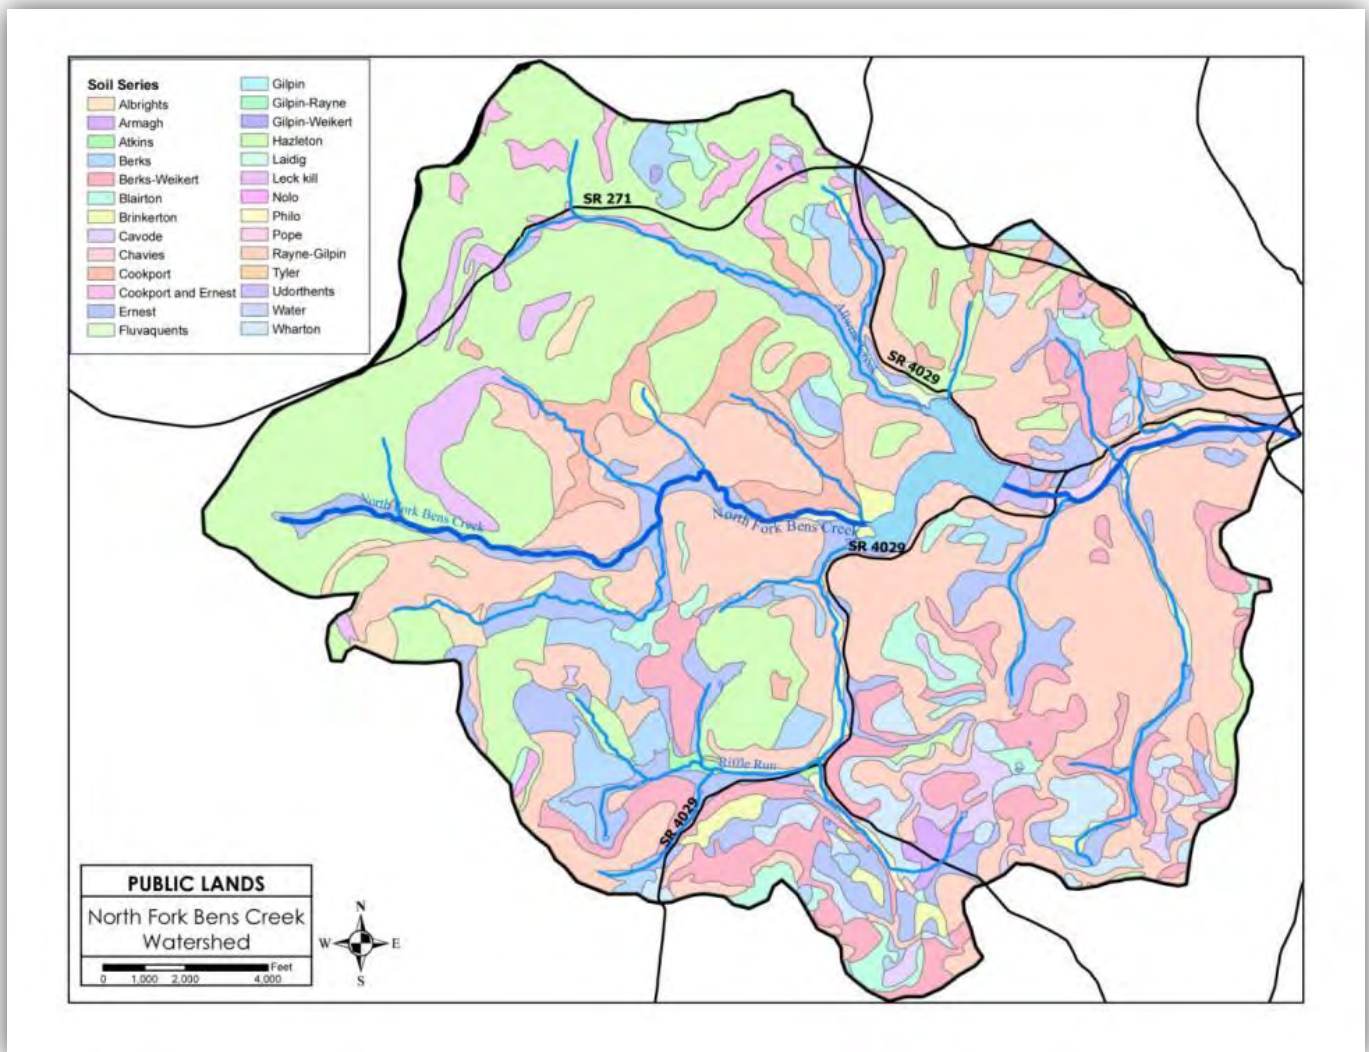 Soil Series
Albrights
Armagh
Atkins
Berks
Berks-Weikert
Blairton
Brinkerton
Cavode
Chavies
Cookport
Cookport and Ernest
Ernest
Fluvaquents
Gilpin
Gilpin-Rayne
Gilpin-Weikert
Hazleton
Laidig
Leck kill
Nolo
Philo
Pope
Rayne-Gilpin
Tyler
Udorthents
Water
Wharton
SR 271
SR 4029
North Fork Bens Creek
North Fork Bens Creek
SR 4029
Riffle Run
SR 4029
PUBLIC LANDS
North Fork Bens Creek
Watershed
Feet
0 1,000 2,000 4,000
N
W E
S